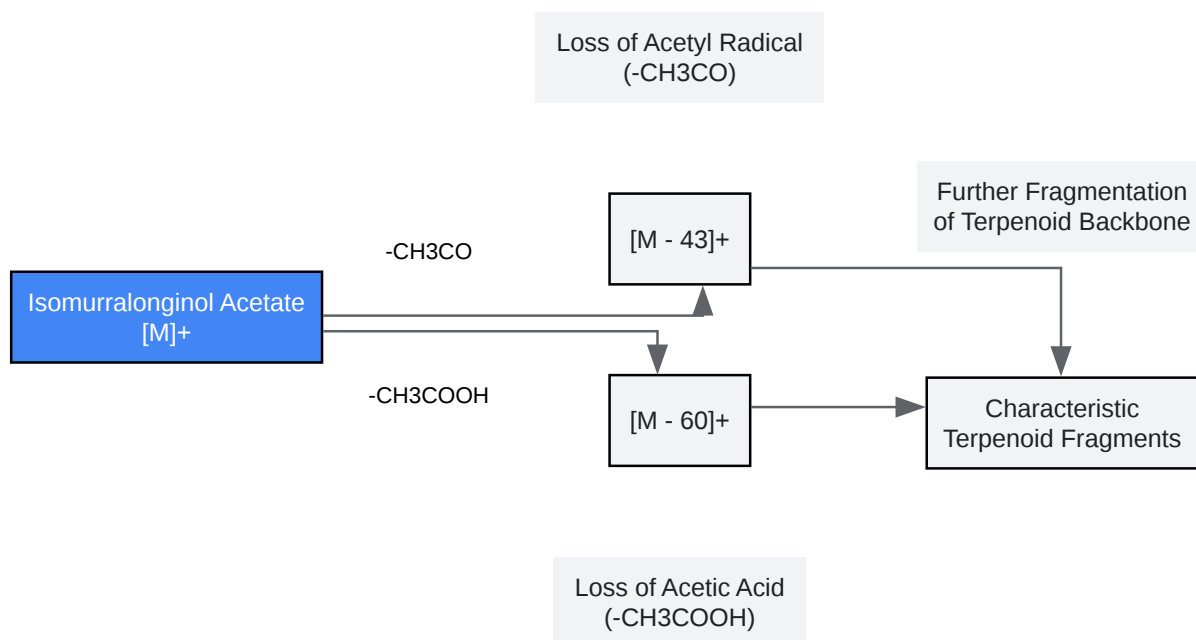 Loss of Acetyl Radical
(-CH3CO)
Further Fragmentation
of Terpenoid Backbone
[M - 43]+
-CH3CO
Isomurralonginol Acetate
[M]+
-CH3COOH
[M - 60]+
Characteristic
Terpenoid Fragments
Loss of Acetic Acid
(-CH3COOH)